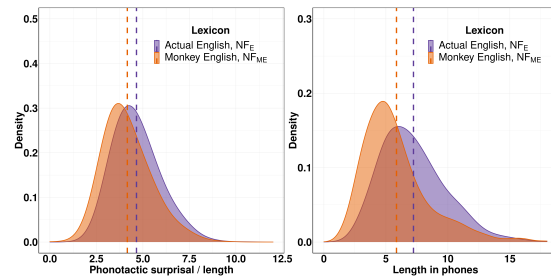 Lexicon
Actual English, NF_E
Monkey English, NF_ME
Density
0.5
0.4
0.3
0.2
0.1
0.0
0.0 2.5 5.0 7.5 10.0 12.5
Phonotactic surprisal / length
Lexicon
Actual English, NF_E
Monkey English, NF_ME
Density
0.3
0.2
0.1
0.0
0 5 10 15
Length in phones